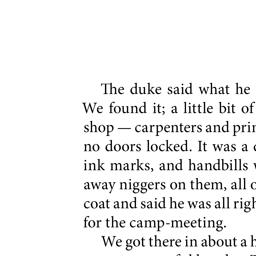 The duke said what he
We found it; a little bit of
shop — carpenters and prin
no doors locked. It was a
ink marks, and handbills
away niggers on them, all
coat and said he was all righ
for the camp-meeting.
We got there in about a h